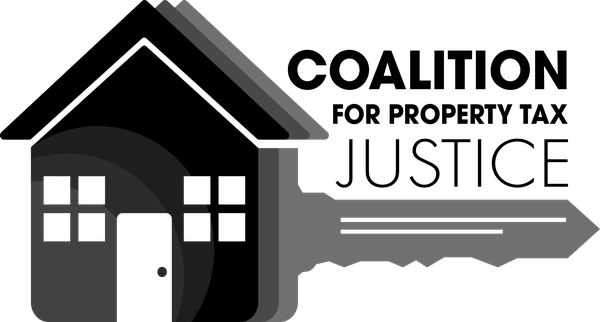 COALITION
FOR PROPERTY TAX
JUSTICE